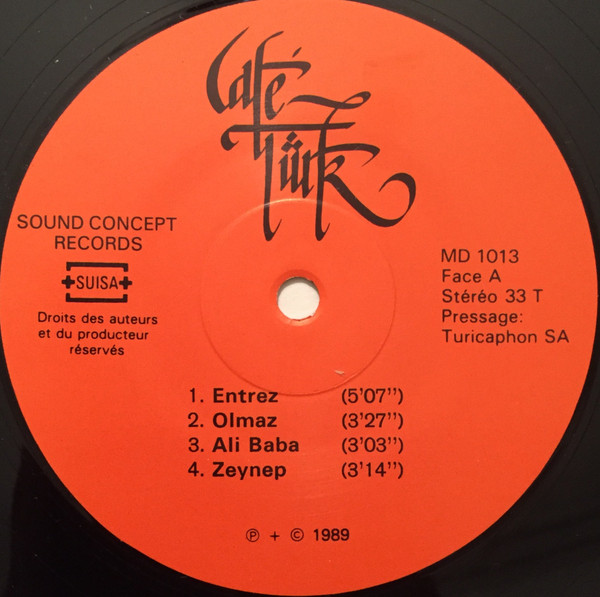 Café
Türk
SOUND CONCEPT
RECORDS
SUISA
Droits des auteurs
et du producteur
réservés
MD 1013
Face A
Stéréo 33 T
Pressage:
Turicaphon SA
1. Entrez (5'07'')
2. Olmaz (3'27'')
3. Ali Baba (3'03'')
4. Zeynep (3'14'')
℗ + © 1989